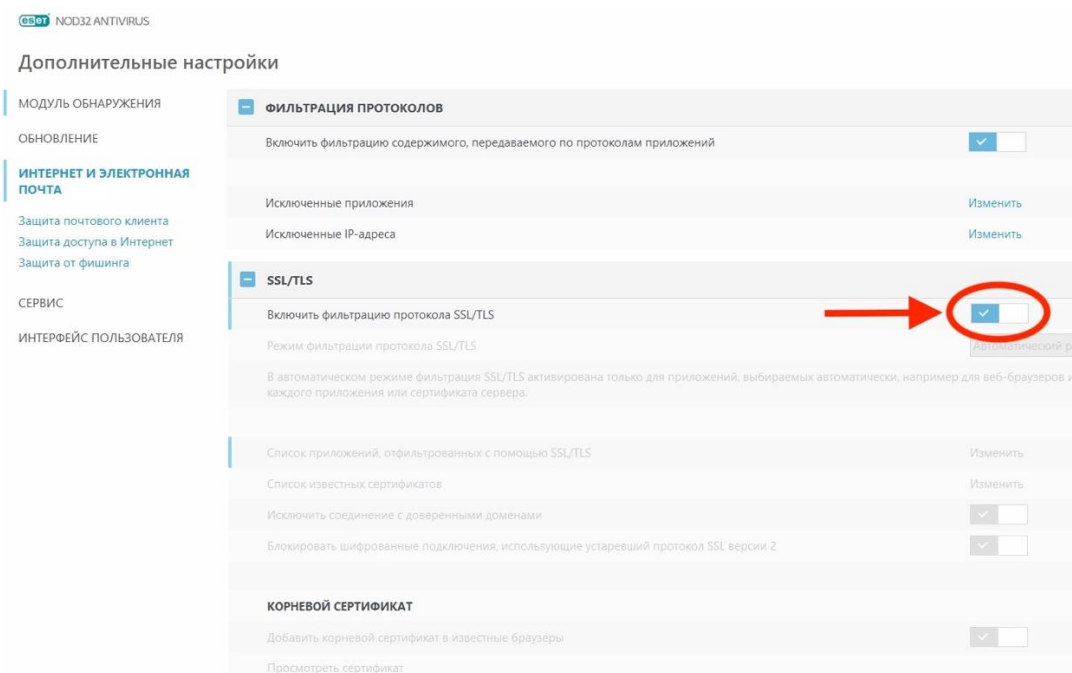 eset NOD32 ANTIVIRUS
Дополнительные настройки
МОДУЛЬ ОБНАРУЖЕНИЯ
ОБНОВЛЕНИЕ
ИНТЕРНЕТ И ЭЛЕКТРОННАЯ
ПОЧТА
Защита почтового клиента
Защита доступа в Интернет
Защита от фишинга
СЕРВИС
ИНТЕРФЕЙС ПОЛЬЗОВАТЕЛЯ
ФИЛЬТРАЦИЯ ПРОТОКОЛОВ
Включить фильтрацию содержимого, передаваемого по протоколам приложений
Исключенные приложения Изменить
Исключенные IP-адреса Изменить
SSL/TLS
Включить фильтрацию протокола SSL/TLS
Режим фильтрации протокола SSL/TLS Автоматический р
В автоматическом режиме фильтрация SSL/TLS активирована только для приложений, выбираемых автоматически, например для веб-браузеров и
каждого приложения или сертификата сервера.
Список приложений, отфильтрованных с помощью SSL/TLS Изменить
Список известных сертификатов Изменить
Исключить соединение с доверенными доменами
Блокировать шифрованные подключения, использующие устаревший протокол SSL версии 2
КОРНЕВОЙ СЕРТИФИКАТ
Добавить корневой сертификат в известные браузеры
Просмотреть сертификат